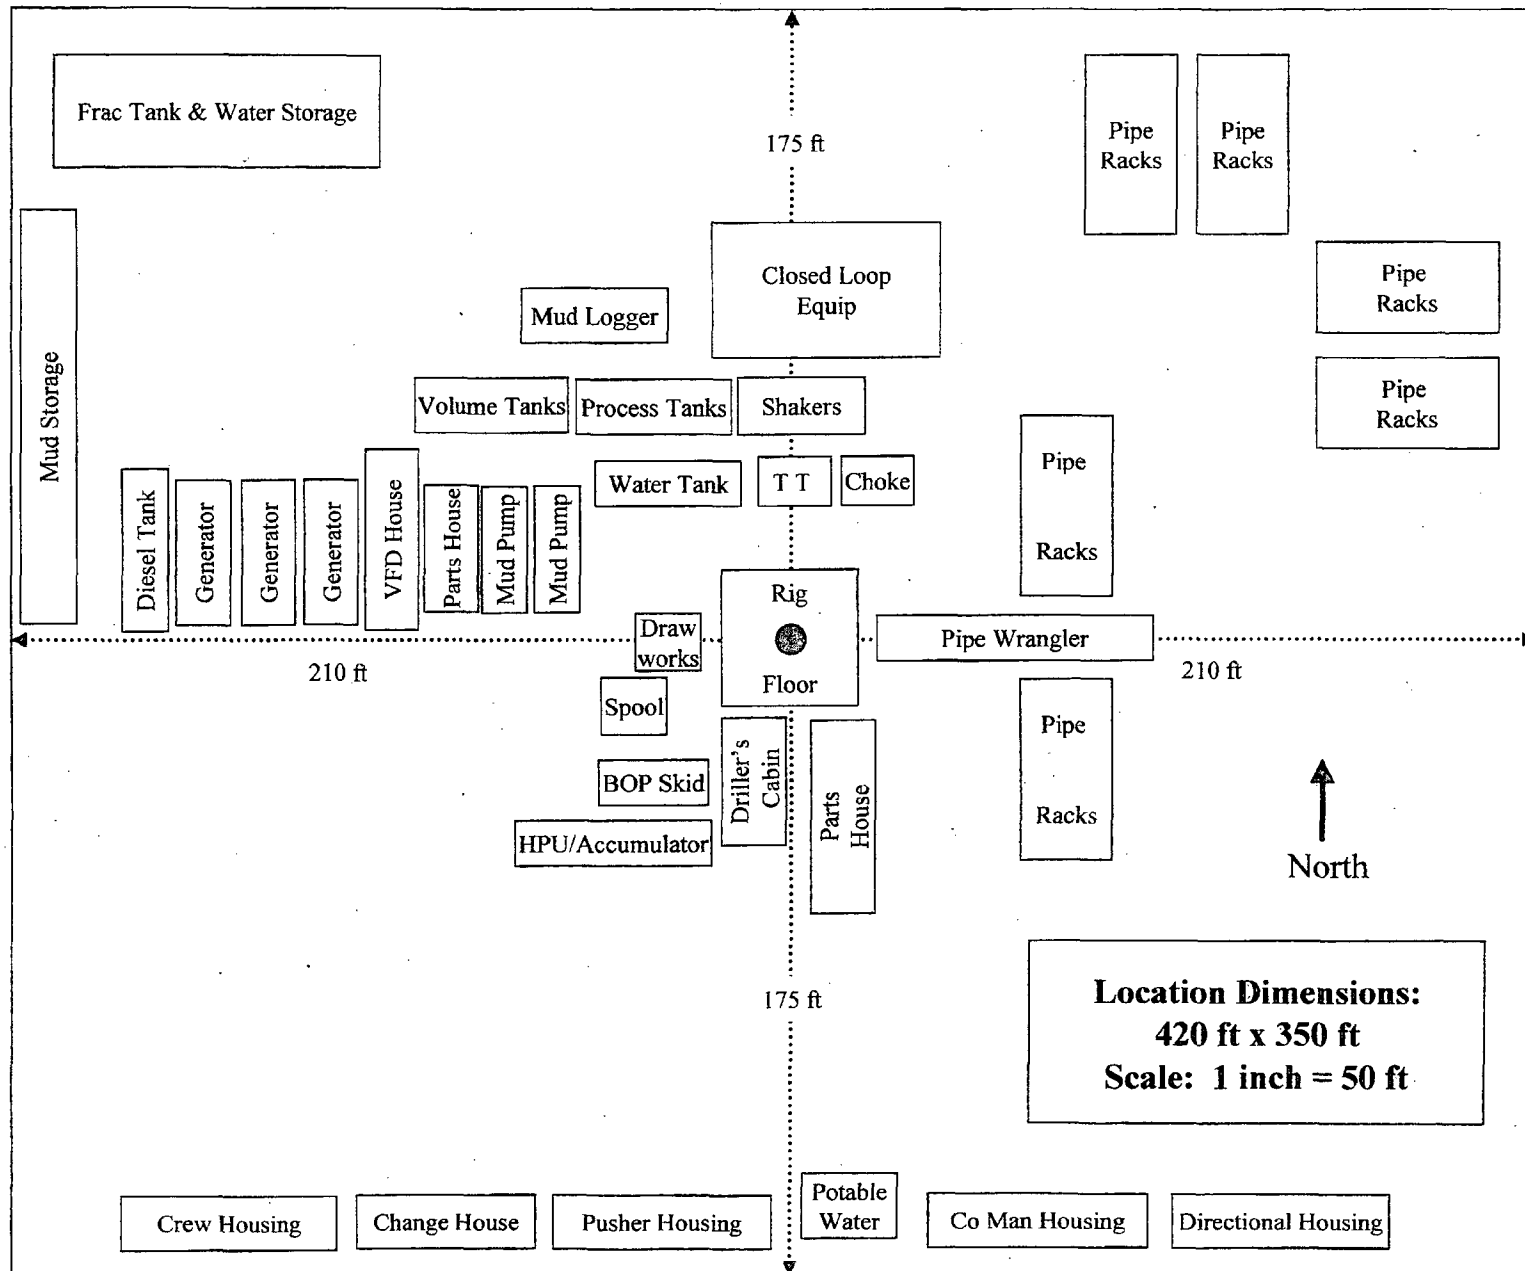 Frac Tank & Water Storage
175 ft
Pipe
Racks
Pipe
Racks
Mud Storage
Closed Loop
Equip
Mud Logger
Pipe
Racks
Pipe
Racks
Volume Tanks
Process Tanks
Shakers
Water Tank
T T
Choke
Pipe
Racks
Diesel Tank
Generator
Generator
Generator
VFD House
Parts House
Mud Pump
Mud Pump
Rig
Floor
Draw
works
Pipe Wrangler
210 ft
210 ft
Spool
BOP Skid
HPU/Accumulator
Driller's
Cabin
Parts
House
Pipe
Racks
North
175 ft
Location Dimensions:
420 ft x 350 ft
Scale: 1 inch = 50 ft
Crew Housing
Change House
Pusher Housing
Potable
Water
Co Man Housing
Directional Housing